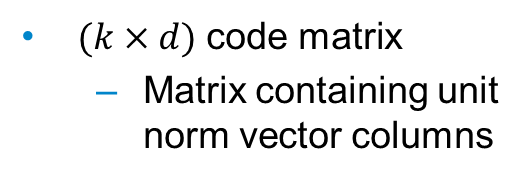 • (k × d) code matrix
– Matrix containing unit
norm vector columns